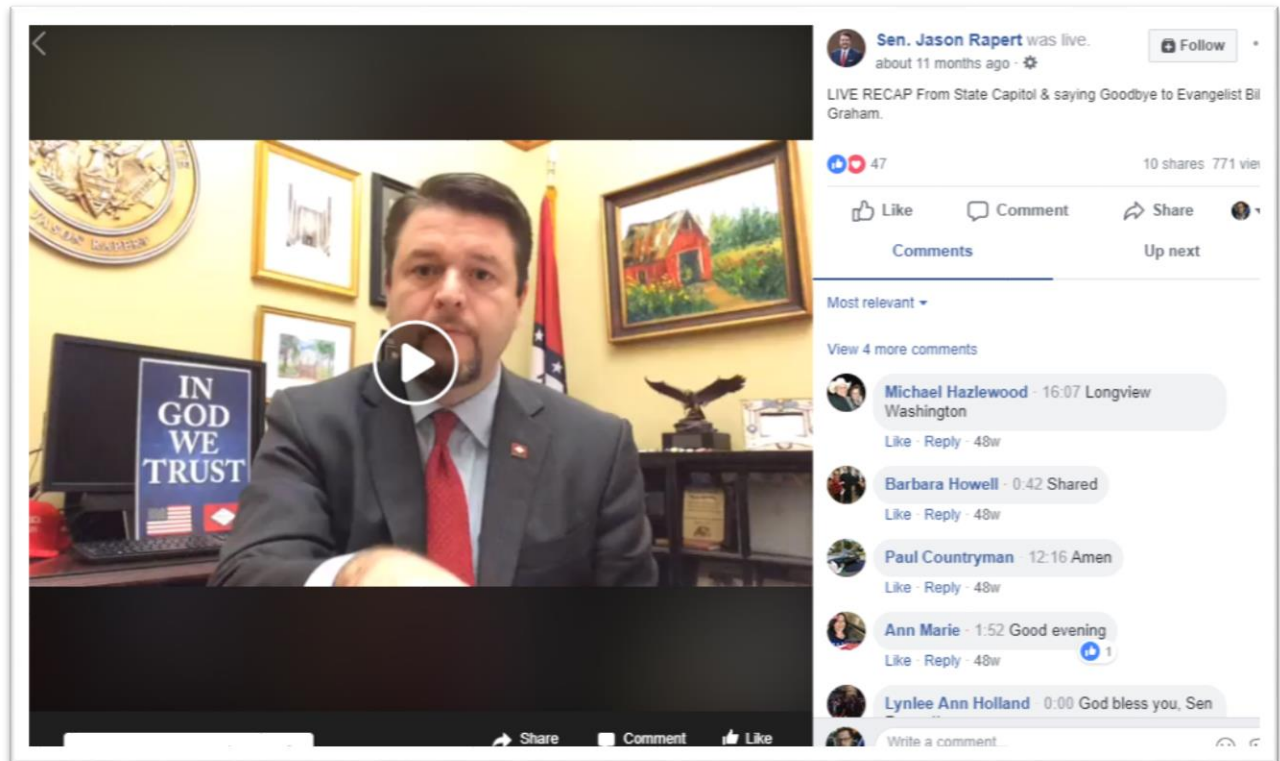 JASON RAPERT
IN
GOD
WE
TRUST
Share Comment Like
Sen. Jason Rapert was live.
Follow
about 11 months ago
LIVE RECAP From State Capitol & saying Goodbye to Evangelist Bil
Graham.
47
10 shares 771 vie
Like Comment Share
Comments Up next
Most relevant
View 4 more comments
Michael Hazlewood · 16:07 Longview
Washington
Like · Reply · 48w
Barbara Howell · 0:42 Shared
Like · Reply · 48w
Paul Countryman · 12:16 Amen
Like · Reply · 48w
Ann Marie · 1:52 Good evening
1
Like · Reply · 48w
Lynlee Ann Holland · 0:00 God bless you, Sen
Write a comment...